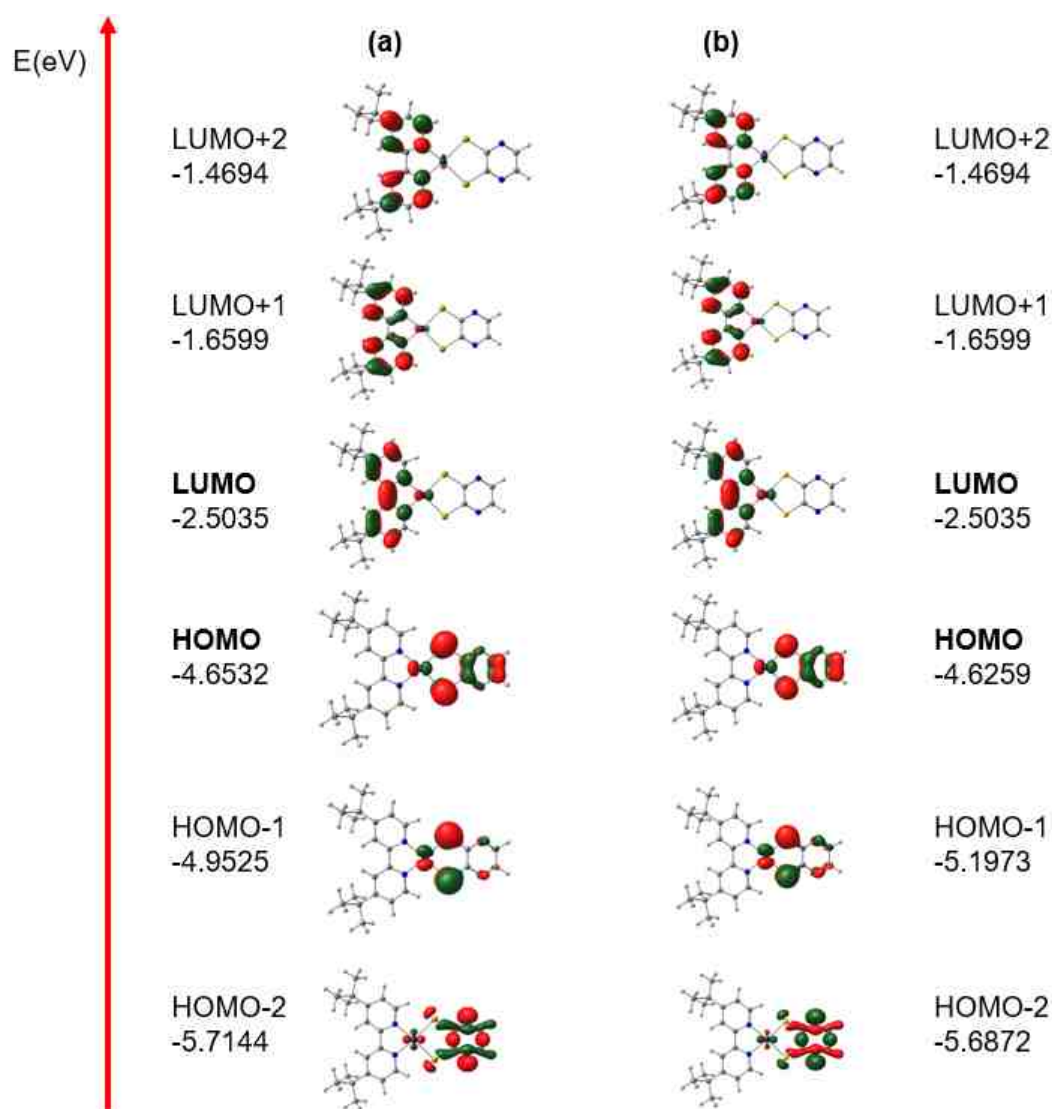 (a)
(b)
E(eV)
LUMO+2
-1.4694
LUMO+2
-1.4694
LUMO+1
-1.6599
LUMO+1
-1.6599
LUMO
-2.5035
LUMO
-2.5035
HOMO
-4.6532
HOMO
-4.6259
HOMO-1
-4.9525
HOMO-1
-5.1973
HOMO-2
-5.7144
HOMO-2
-5.6872